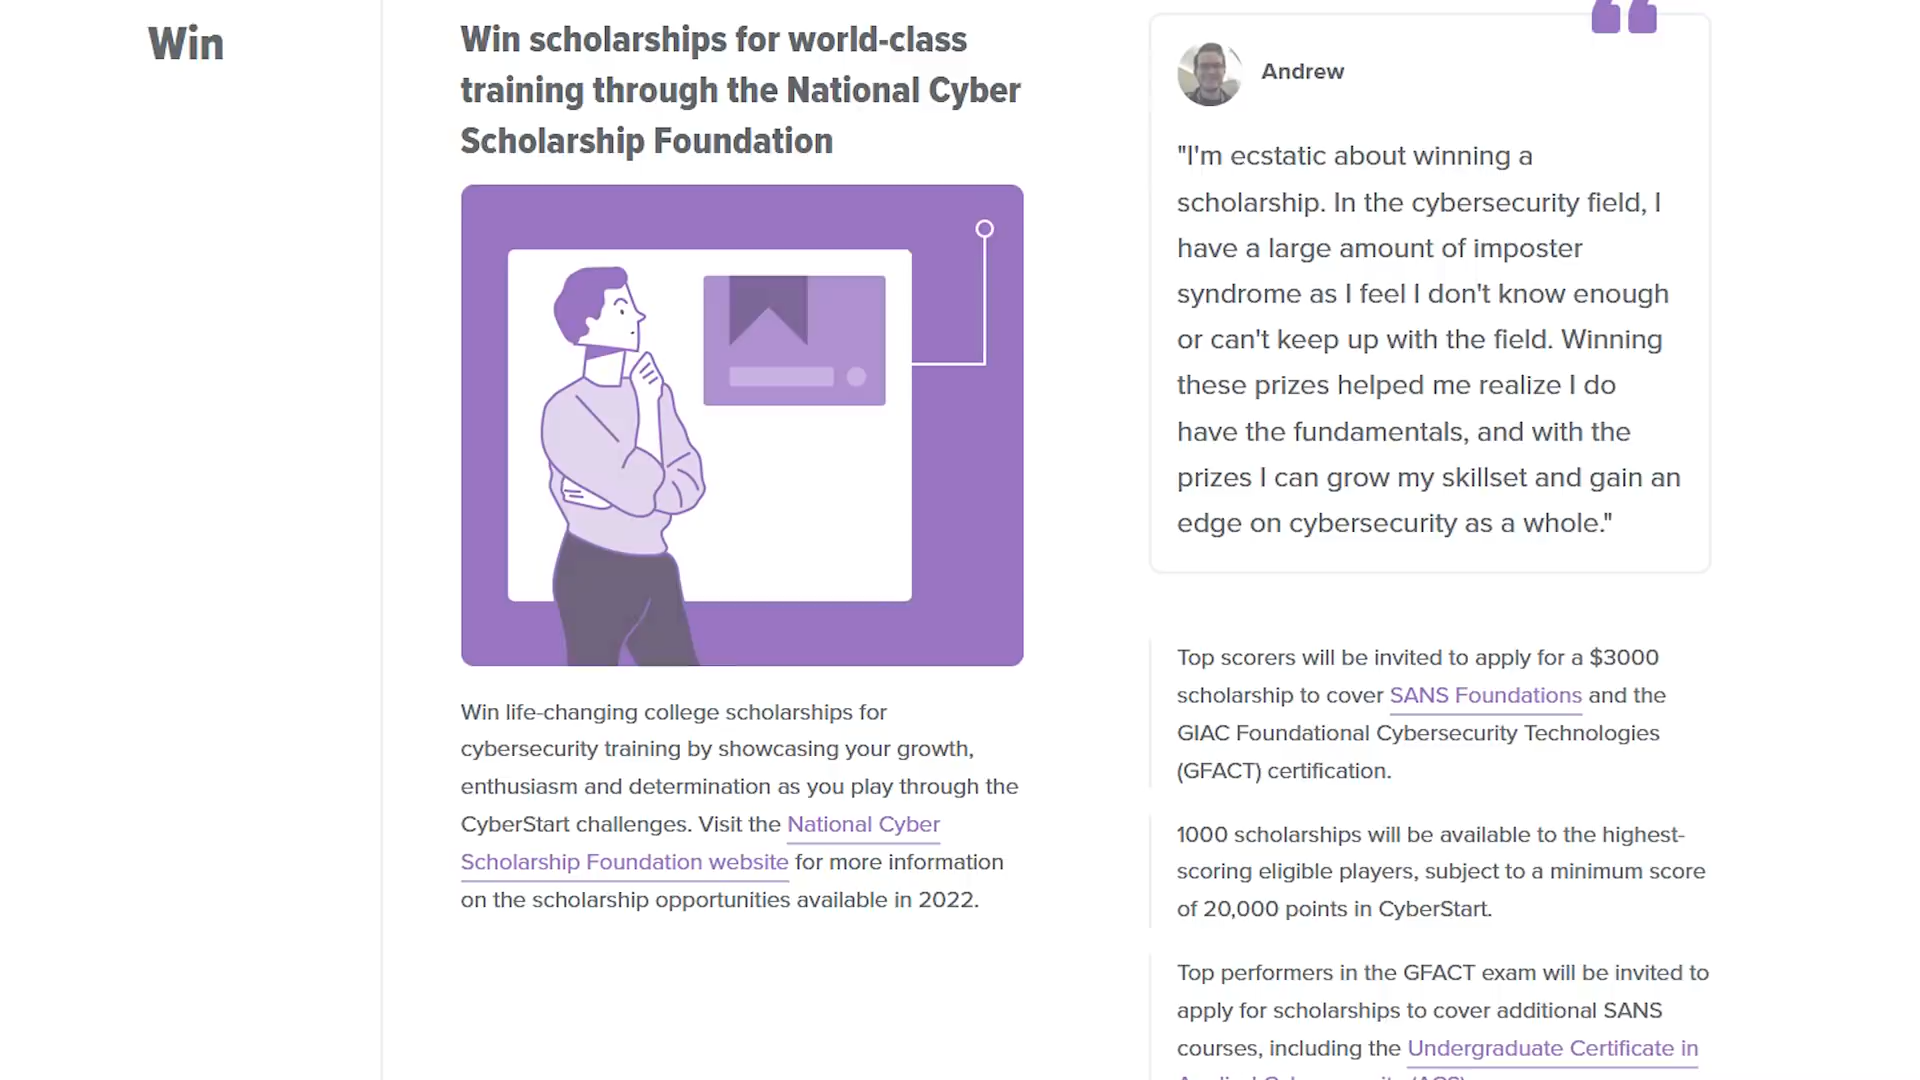 Win
Win scholarships for world-class
training through the National Cyber
Scholarship Foundation
Win life-changing college scholarships for
cybersecurity training by showcasing your growth,
enthusiasm and determination as you play through the
CyberStart challenges. Visit the National Cyber
Scholarship Foundation website for more information
on the scholarship opportunities available in 2022.
Andrew
"I'm ecstatic about winning a
scholarship. In the cybersecurity field, I
have a large amount of imposter
syndrome as I feel I don't know enough
or can't keep up with the field. Winning
these prizes helped me realize I do
have the fundamentals, and with the
prizes I can grow my skillset and gain an
edge on cybersecurity as a whole."
Top scorers will be invited to apply for a $3000
scholarship to cover SANS Foundations and the
GIAC Foundational Cybersecurity Technologies
(GFACT) certification.
1000 scholarships will be available to the highest-
scoring eligible players, subject to a minimum score
of 20,000 points in CyberStart.
Top performers in the GFACT exam will be invited to
apply for scholarships to cover additional SANS
courses, including the Undergraduate Certificate in